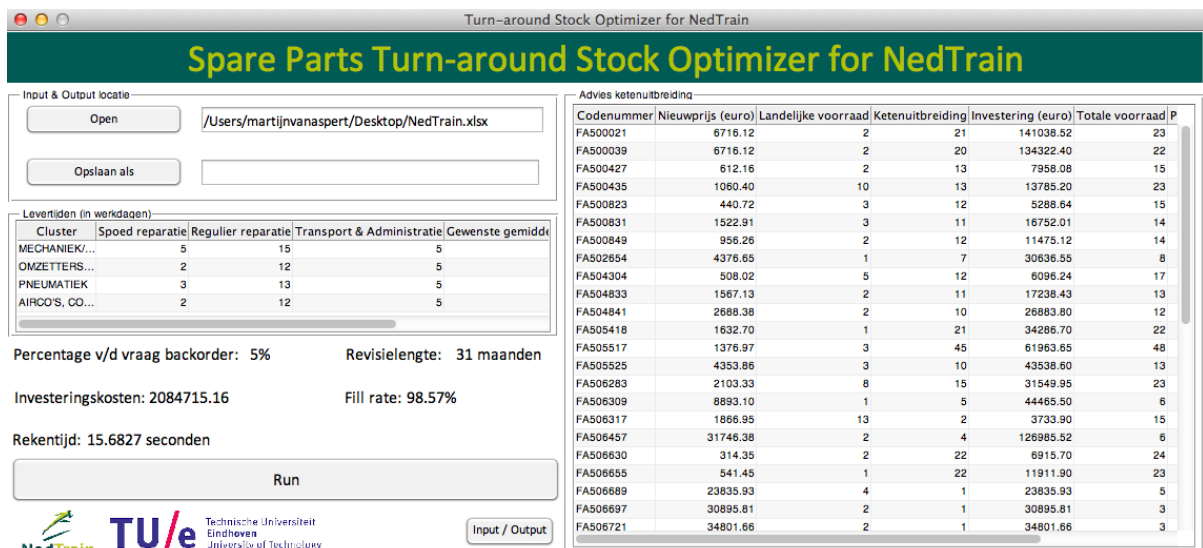 Turn-around Stock Optimizer for NedTrain
Spare Parts Turn-around Stock Optimizer for NedTrain
Input & Output locatie
Open /Users/martijnvanaspert/Desktop/NedTrain.xlsx
Opslaan als
Levertijden (in werkdagen)
Cluster Spoed reparatie Regulier reparatie Transport & Administratie Gewenste gemidde
MECHANIEK/... 5 15 5
OMZETTERS... 2 12 5
PNEUMATIEK 3 13 5
AIRCO'S, CO... 2 12 5
Percentage v/d vraag backorder: 5% Revisielengte: 31 maanden
Investeringskosten: 2084715.16 Fill rate: 98.57%
Rekentijd: 15.6827 seconden
Run
NedTrain
TU/e Technische Universiteit
Eindhoven
University of Technology
Input / Output
Advies ketenuitbreiding
Codenummer Nieuwprijs (euro) Landelijke voorraad Ketenuitbreiding Investering (euro) Totale voorraad P
FA500021 6716.12 2 21 141038.52 23
FA500039 6716.12 2 20 134322.40 22
FA500427 612.16 2 13 7958.08 15
FA500435 1060.40 10 13 13785.20 23
FA500823 440.72 3 12 5288.64 15
FA500831 1522.91 3 11 16752.01 14
FA500849 956.26 2 12 11475.12 14
FA502654 4376.65 1 7 30636.55 8
FA504304 508.02 5 12 6096.24 17
FA504833 1567.13 2 11 17238.43 13
FA504841 2688.38 2 10 26883.80 12
FA505418 1632.70 1 21 34286.70 22
FA505517 1376.97 3 45 61963.65 48
FA505525 4353.86 3 10 43538.60 13
FA506283 2103.33 8 15 31549.95 23
FA506309 8893.10 1 5 44465.50 6
FA506317 1866.95 13 2 3733.90 15
FA506457 31746.38 2 4 126985.52 6
FA506630 314.35 2 22 6915.70 24
FA506655 541.45 1 22 11911.90 23
FA506689 23835.93 4 1 23835.93 5
FA506697 30895.81 2 1 30895.81 3
FA506721 34801.66 2 1 34801.66 3